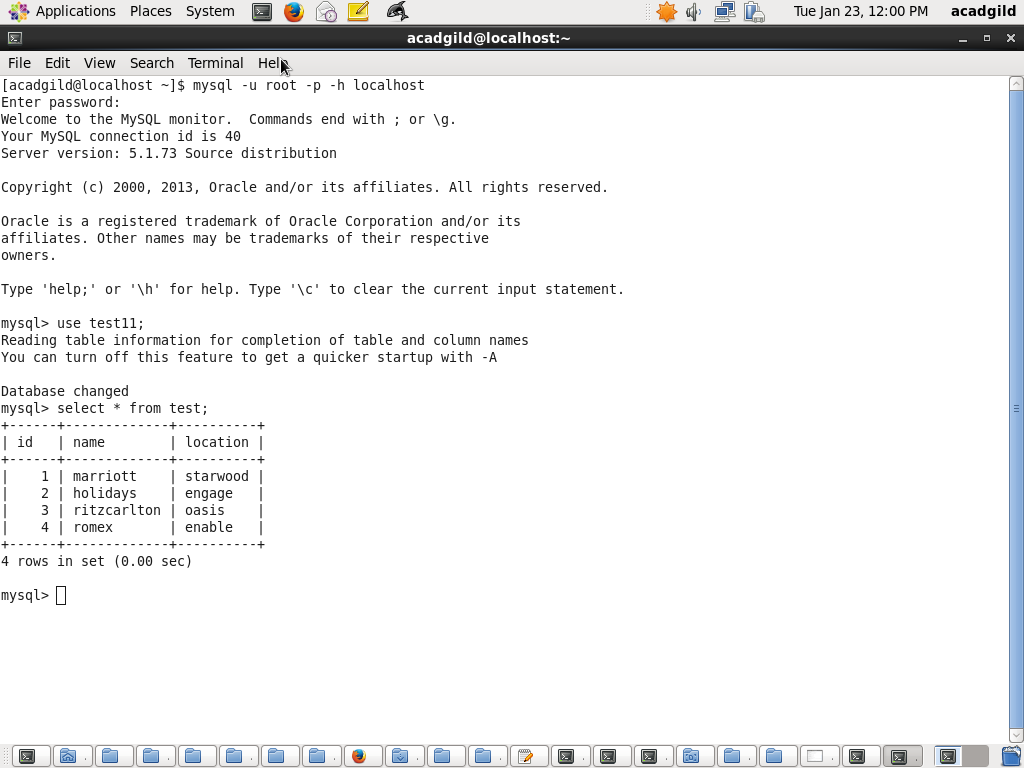 Applications Places System Tue Jan 23, 12:00 PM acadgild
acadgild@localhost:~
File Edit View Search Terminal Help
[acadgild@localhost ~]$ mysql -u root -p -h localhost
Enter password:
Welcome to the MySQL monitor.  Commands end with ; or \g.
Your MySQL connection id is 40
Server version: 5.1.73 Source distribution
Copyright (c) 2000, 2013, Oracle and/or its affiliates. All rights reserved.
Oracle is a registered trademark of Oracle Corporation and/or its
affiliates. Other names may be trademarks of their respective
owners.
Type 'help;' or '\h' for help. Type '\c' to clear the current input statement.
mysql> use test11;
Reading table information for completion of table and column names
You can turn off this feature to get a quicker startup with -A
Database changed
mysql> select * from test;
+------+-------------+----------+
| id   | name        | location |
+------+-------------+----------+
|    1 | marriott    | starwood |
|    2 | holidays    | engage   |
|    3 | ritzcarlton | oasis    |
|    4 | romex       | enable   |
+------+-------------+----------+
4 rows in set (0.00 sec)
mysql>